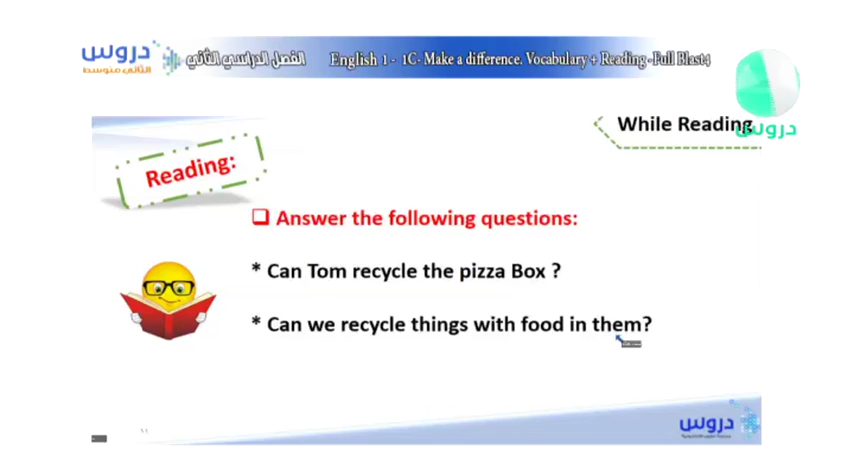 دروس
الثاني متوسط
الفصل الدراسي الثاني
English 1 - 1C- Make a difference. Vocabulary + Reading -Full Blast4
While Reading
دروس
Reading:
❑ Answer the following questions:
* Can Tom recycle the pizza Box ?
* Can we recycle things with food in them?
١١
دروس